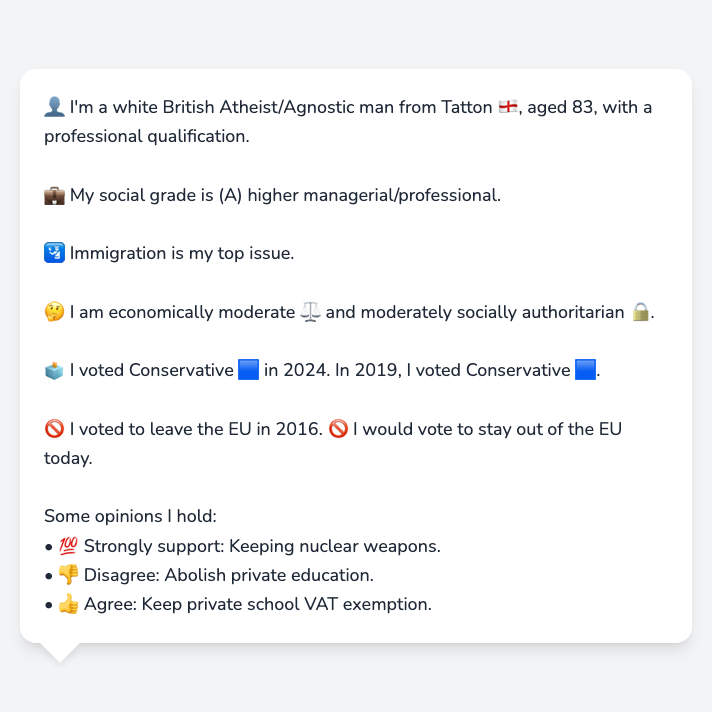 👤 I'm a white British Atheist/Agnostic man from Tatton 🏴󠁧󠁢󠁥󠁮󠁧󠁿, aged 83, with a
professional qualification.
💼 My social grade is (A) higher managerial/professional.
🛂 Immigration is my top issue.
🤔 I am economically moderate ⚖️ and moderately socially authoritarian 🔒.
🗳️ I voted Conservative 🟦 in 2024. In 2019, I voted Conservative 🟦.
🚫 I voted to leave the EU in 2016. 🚫 I would vote to stay out of the EU
today.
Some opinions I hold:
• 💯 Strongly support: Keeping nuclear weapons.
• 👎 Disagree: Abolish private education.
• 👍 Agree: Keep private school VAT exemption.